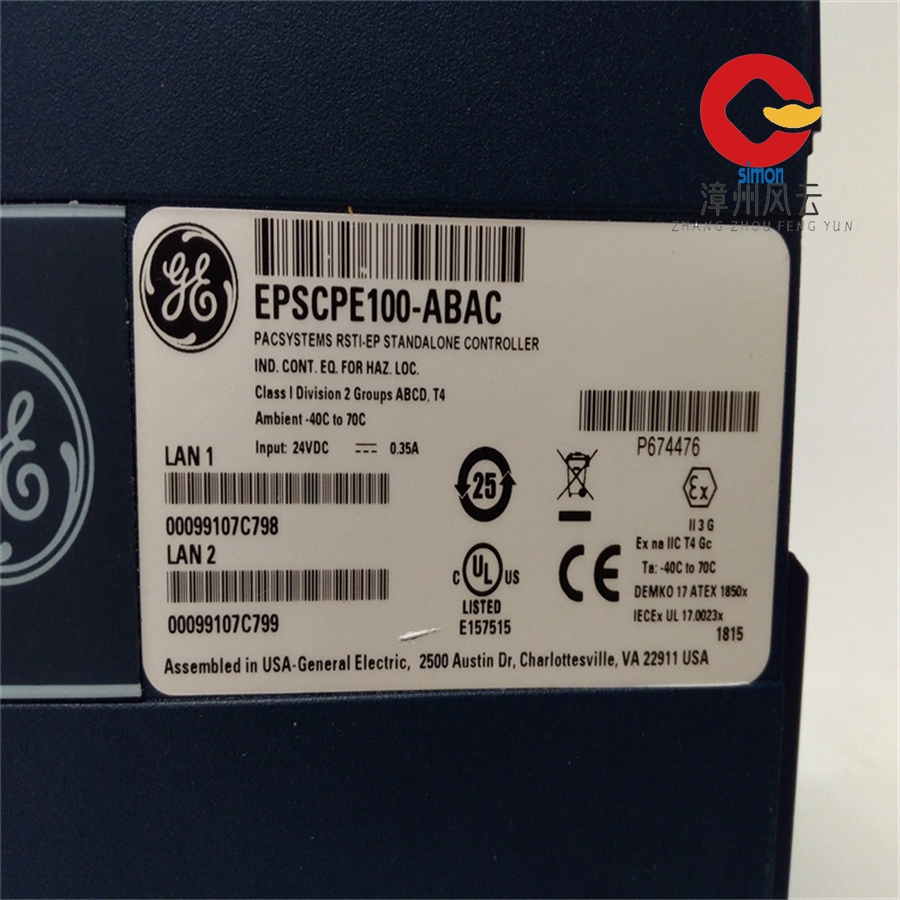 simon
漳州风云
ZHANG ZHOU FENG YUN
GE
EPSCPE100-ABAC
PACSYSTEMS RSTI-EP STANDALONE CONTROLLER
IND. CONT. EQ. FOR HAZ. LOC.
Class I Division 2 Groups ABCD, T4
Ambient -40C to 70C
Input: 24VDC 0.35A
P674476
LAN 1
00099107C798
LAN 2
00099107C799
25
C UL US
LISTED
E157515
CE
Ex
II 3 G
Ex na IIC T4 Gc
Ta: -40C to 70C
DEMKO 17 ATEX 1850x
IECEx UL 17.0023x
1815
Assembled in USA-General Electric, 2500 Austin Dr, Charlottesville, VA 22911 USA